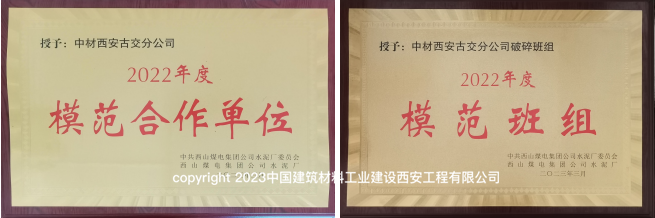 授予：中材西安古交分公司
2022年度
模范合作单位
中共西山煤电集团公司水泥厂委员会
西山煤电集团公司水泥厂
授予：中材西安古交分公司破碎班组
2022年度
模范班组
中共西山煤电集团公司水泥厂委员会
西山煤电集团公司水泥厂
二〇二三年三月
copyright 2023中国建筑材料工业建设西安工程有限公司